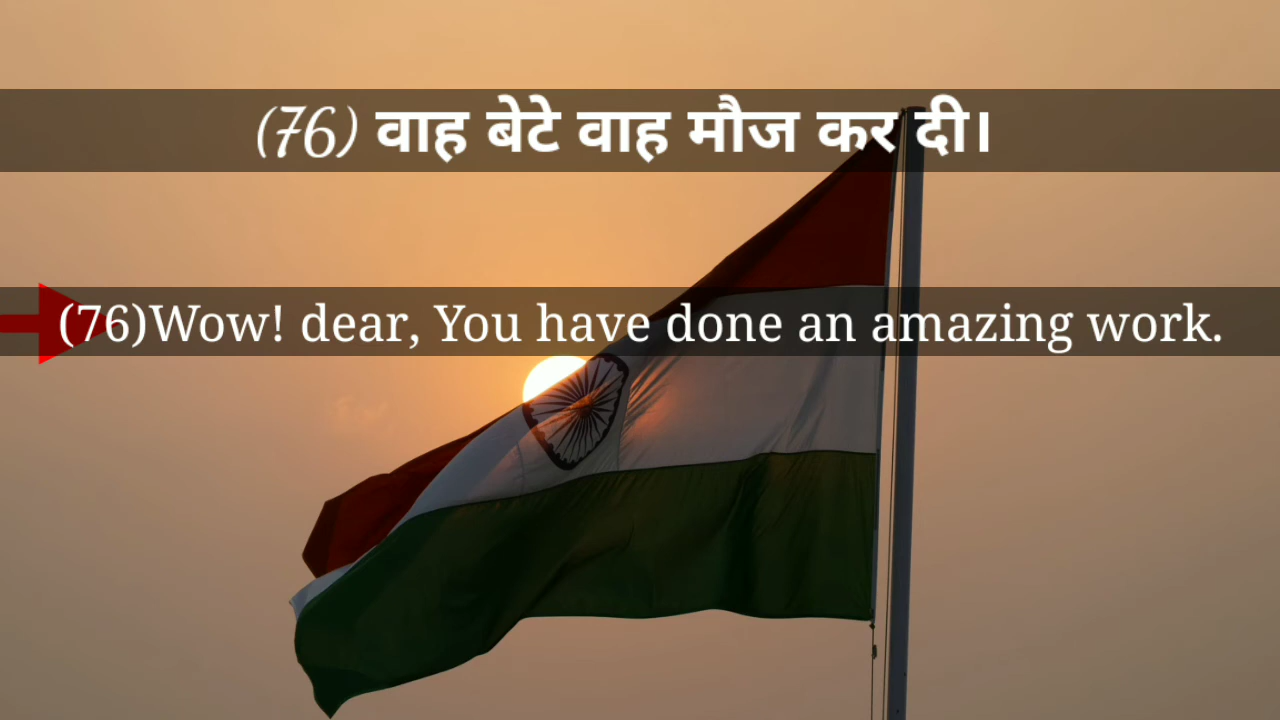 (76) वाह बेटे वाह मौज कर दी।
(76)Wow! dear, You have done an amazing work.